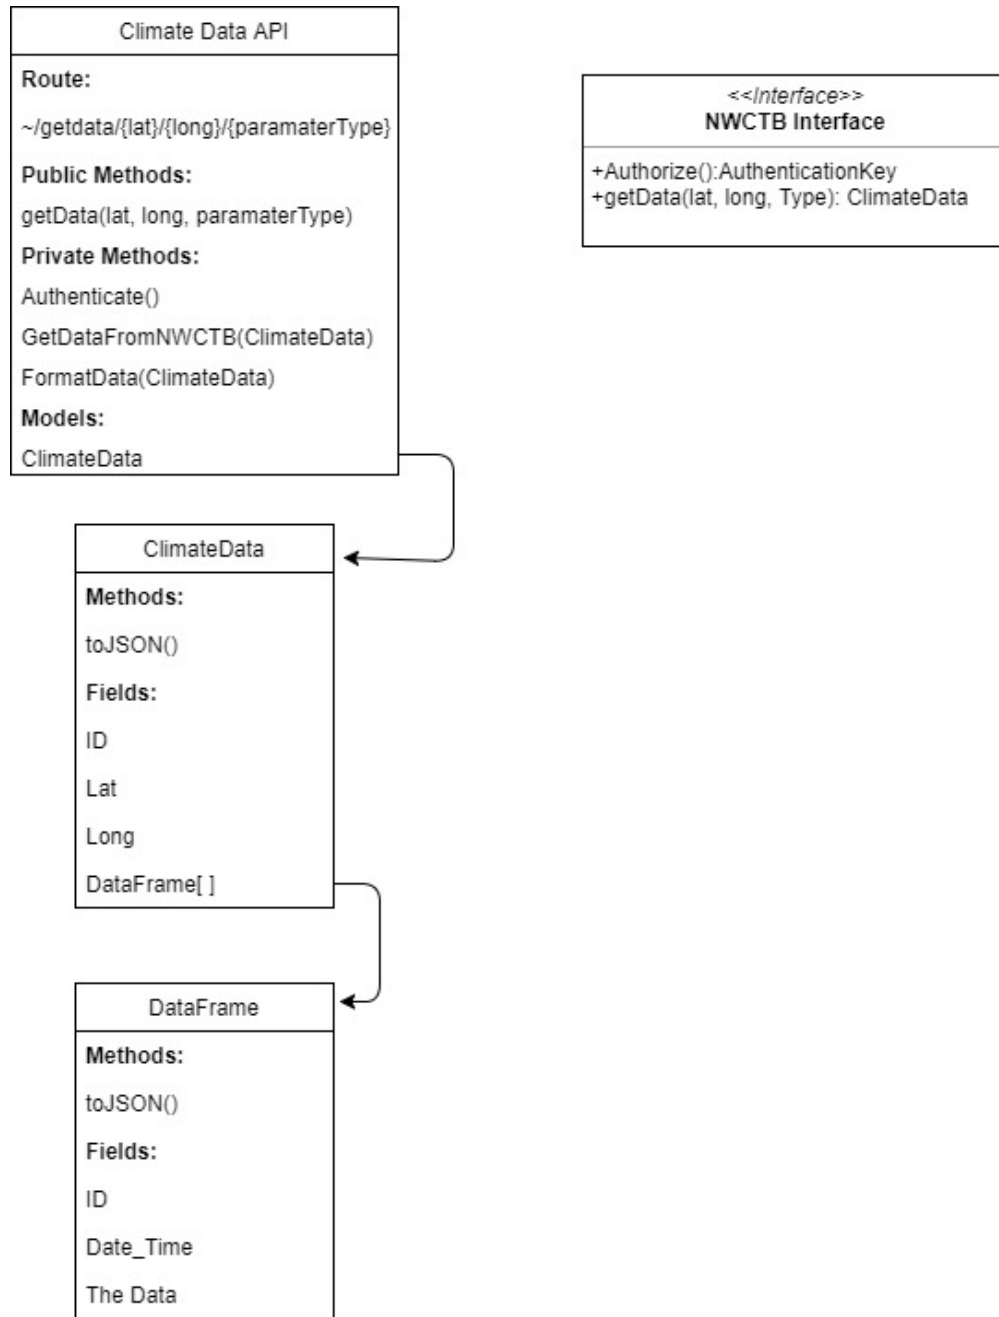 Climate Data API
Route:
~/getdata/{lat}/{long}/{paramaterType}
Public Methods:
getData(lat, long, paramaterType)
Private Methods:
Authenticate()
GetDataFromNWCTB(ClimateData)
FormatData(ClimateData)
Models:
ClimateData
<<Interface>>
NWCTB Interface
+Authorize():AuthenticationKey
+getData(lat, long, Type): ClimateData
ClimateData
Methods:
toJSON()
Fields:
ID
Lat
Long
DataFrame[ ]
DataFrame
Methods:
toJSON()
Fields:
ID
Date_Time
The Data